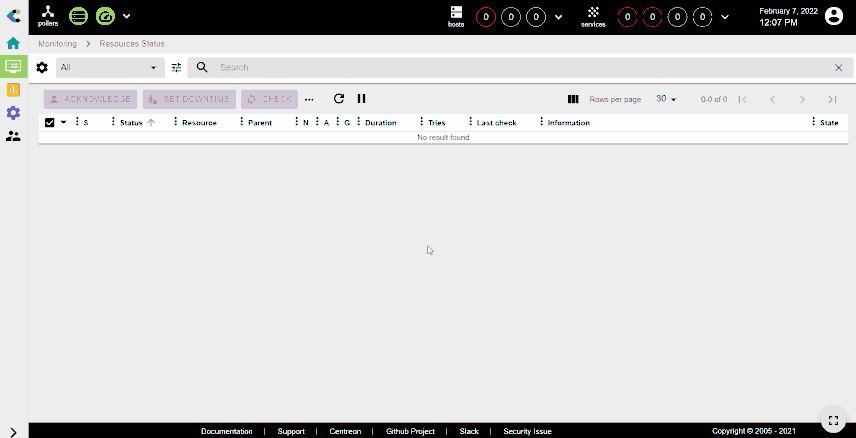 pollers
hosts
0 0 0
services
0 0 0 0
February 7, 2022
12:07 PM
Monitoring > Resources Status
All
Search
ACKNOWLEDGE
SET DOWNTIME
CHECK
Rows per page 30 0-0 of 0
S Status Resource Parent N A G Duration Tries Last check Information State
No result found
Documentation | Support | Centreon | Github Project | Slack | Security Issue
Copyright © 2005 - 2021